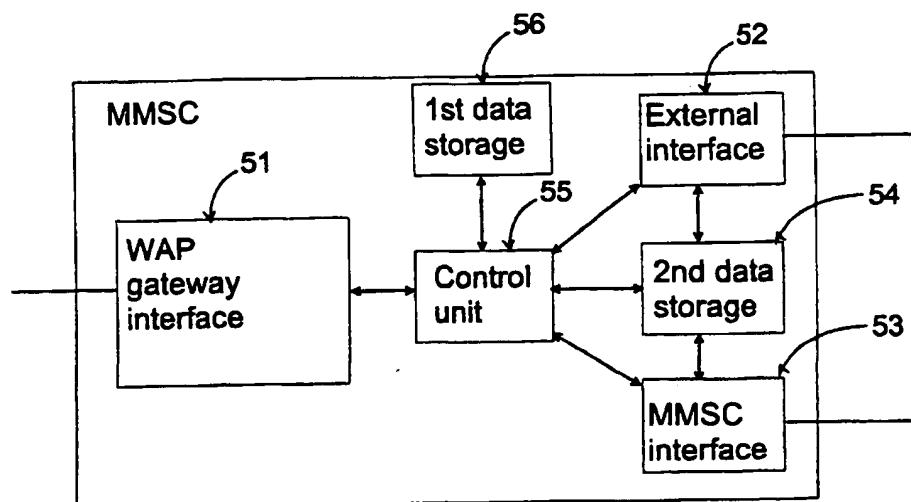 56
52
MMSC
1st data
storage
External
interface
51
55
54
WAP
gateway
interface
Control
unit
2nd data
storage
53
MMSC
interface